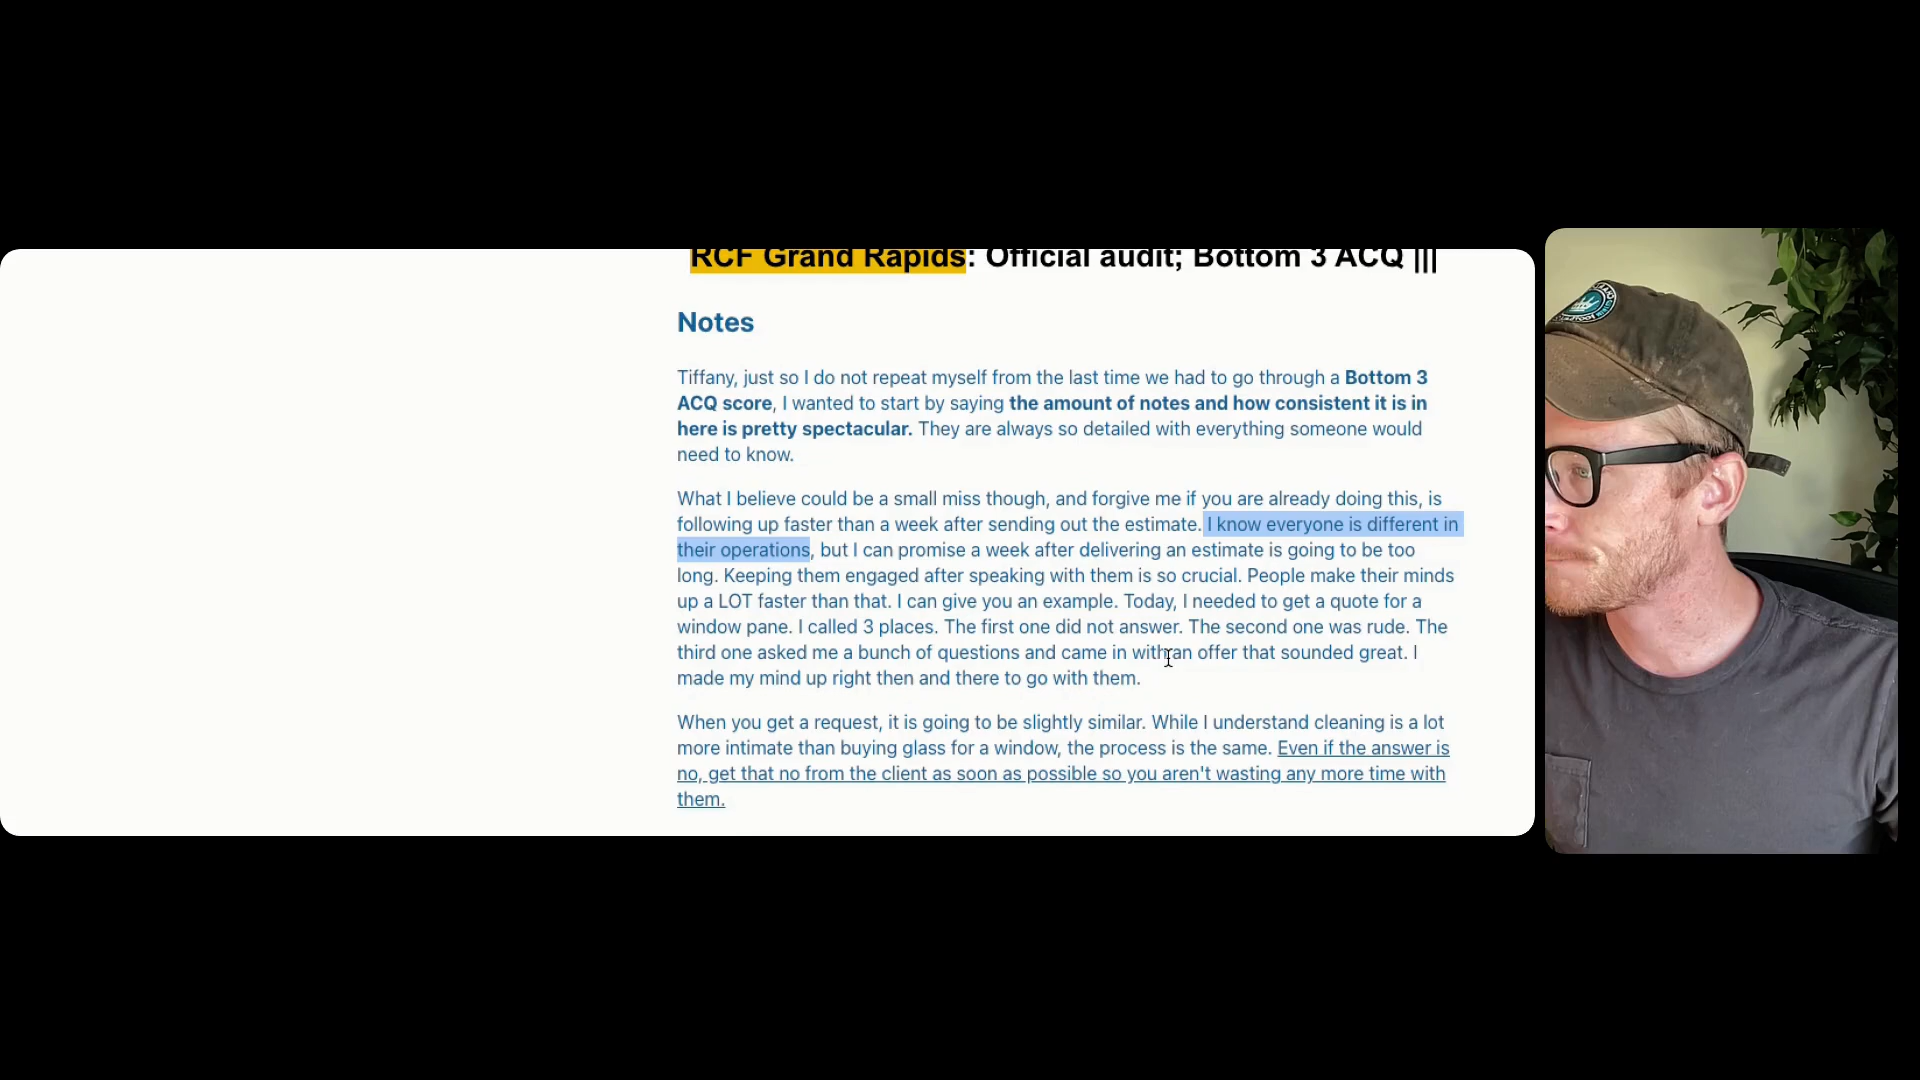 RCF Grand Rapids: Official audit; Bottom 3 ACQ |||
Notes
Tiffany, just so I do not repeat myself from the last time we had to go through a Bottom 3
ACQ score, I wanted to start by saying the amount of notes and how consistent it is in
here is pretty spectacular. They are always so detailed with everything someone would
need to know.
What I believe could be a small miss though, and forgive me if you are already doing this, is
following up faster than a week after sending out the estimate. I know everyone is different in
their operations, but I can promise a week after delivering an estimate is going to be too
long. Keeping them engaged after speaking with them is so crucial. People make their minds
up a LOT faster than that. I can give you an example. Today, I needed to get a quote for a
window pane. I called 3 places. The first one did not answer. The second one was rude. The
third one asked me a bunch of questions and came in with an offer that sounded great. I
made my mind up right then and there to go with them.
When you get a request, it is going to be slightly similar. While I understand cleaning is a lot
more intimate than buying glass for a window, the process is the same. Even if the answer is
no, get that no from the client as soon as possible so you aren't wasting any more time with
them.